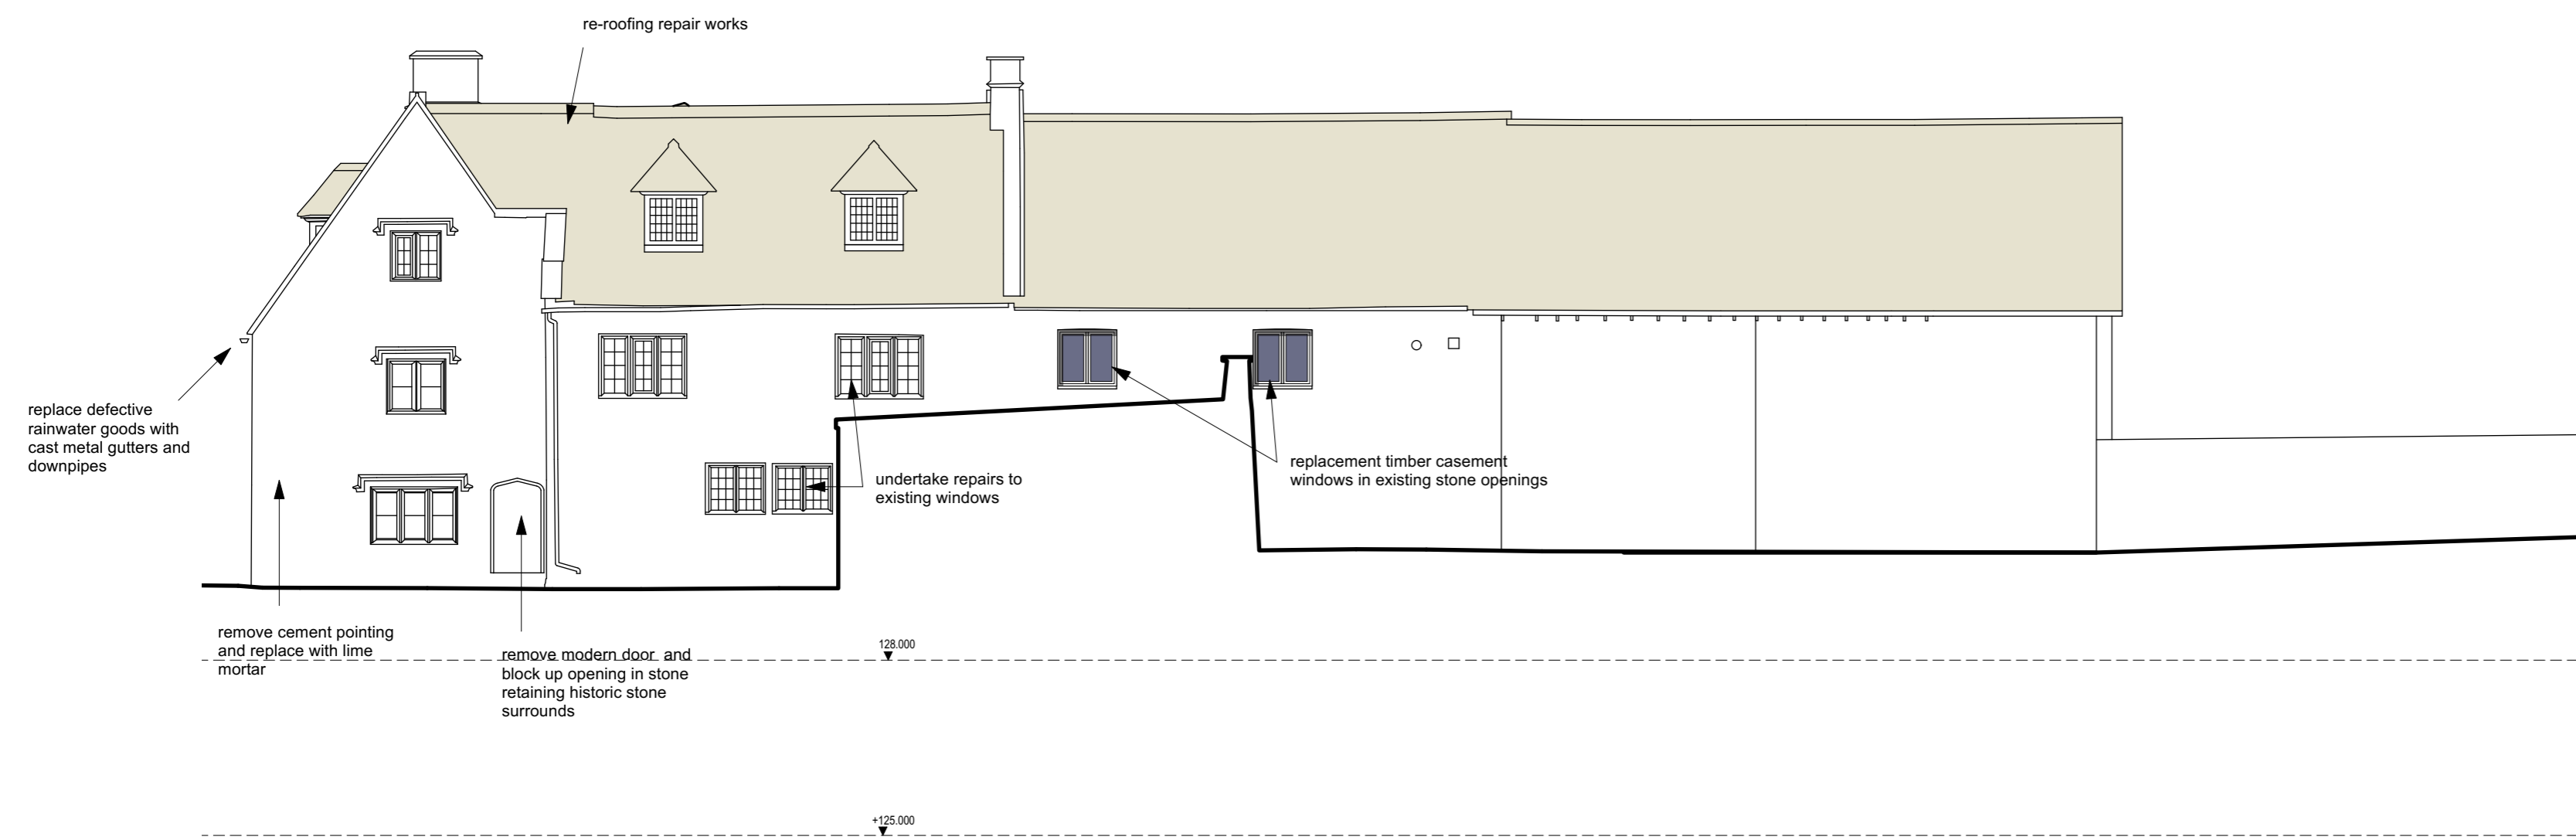 re-roofing repair works
replace defective
rainwater goods with
cast metal gutters and
downpipes
undertake repairs to
existing windows
replacement timber casement
windows in existing stone openings
remove cement pointing
and replace with lime
mortar
remove modern door and
block up opening in stone
retaining historic stone
surrounds
128.000
+125.000